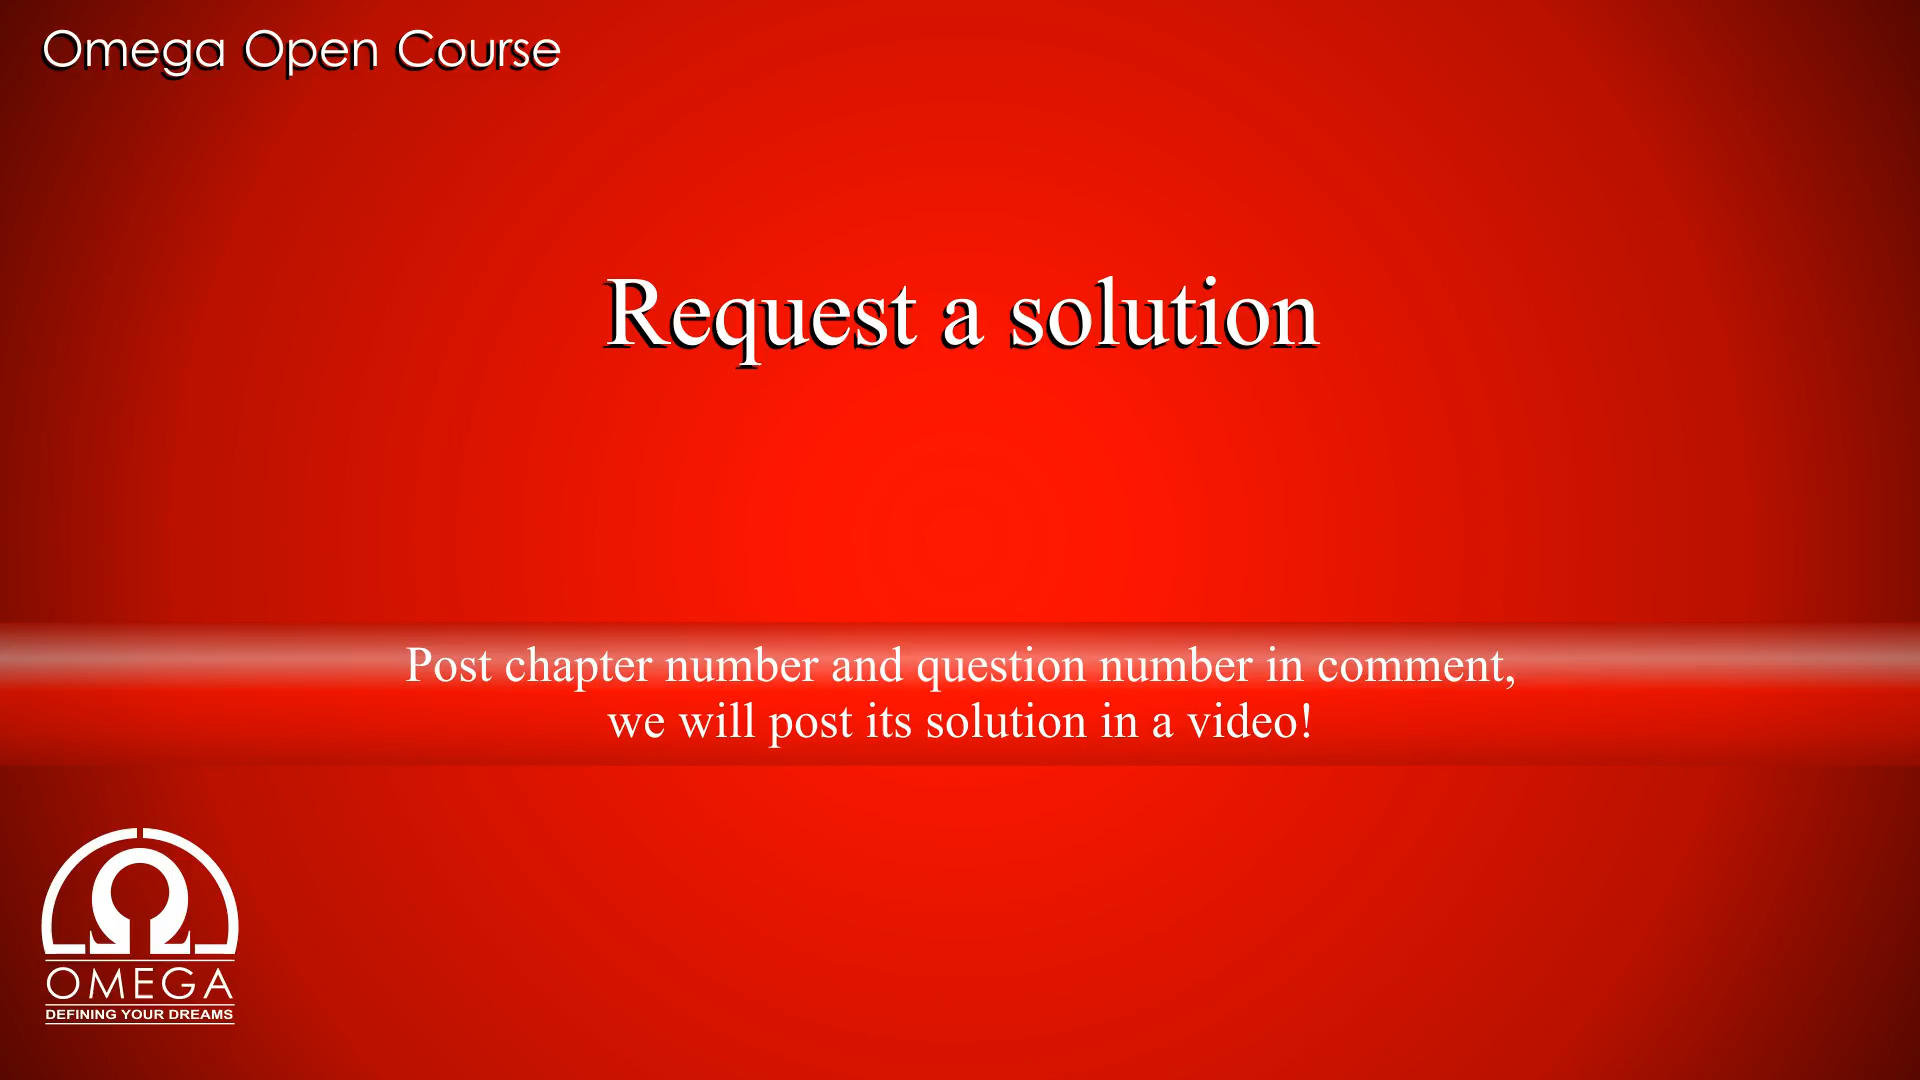 Omega Open Course
Request a solution
Post chapter number and question number in comment,
we will post its solution in a video!
OMEGA
DEFINING YOUR DREAMS